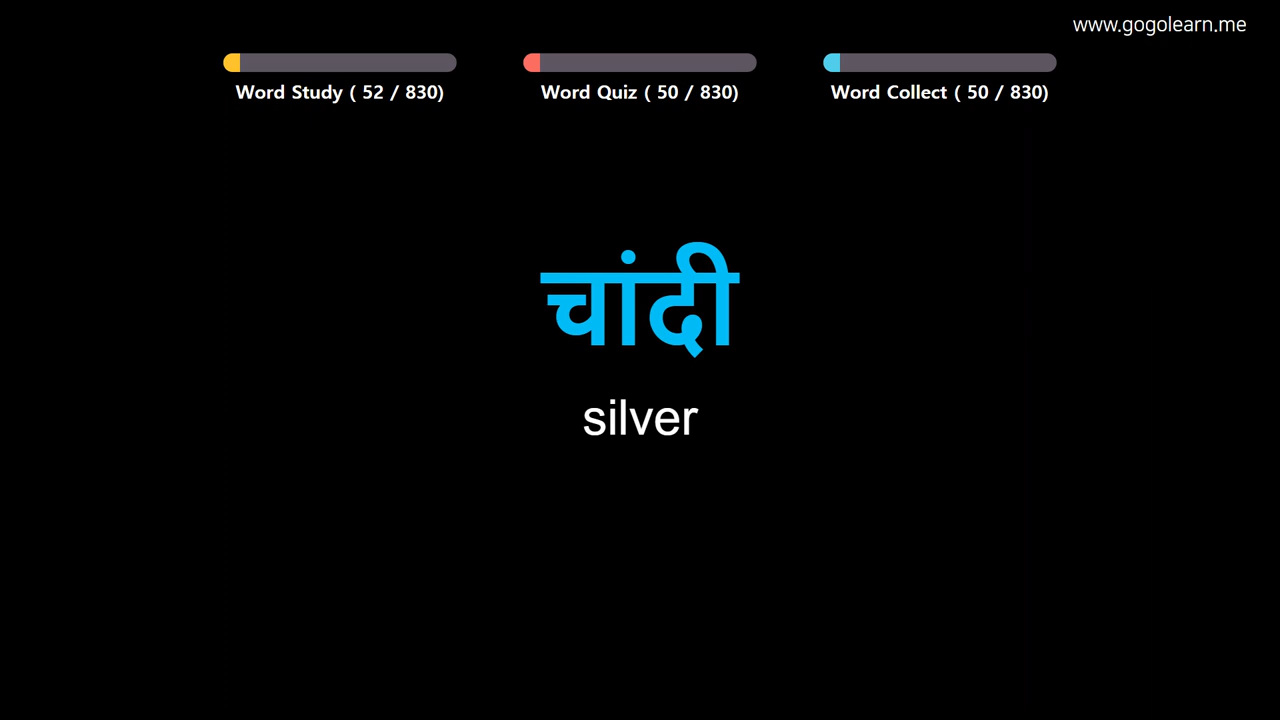 www.gogolearn.me
Word Study ( 52 / 830)
Word Quiz ( 50 / 830)
Word Collect ( 50 / 830)
चांदी
silver